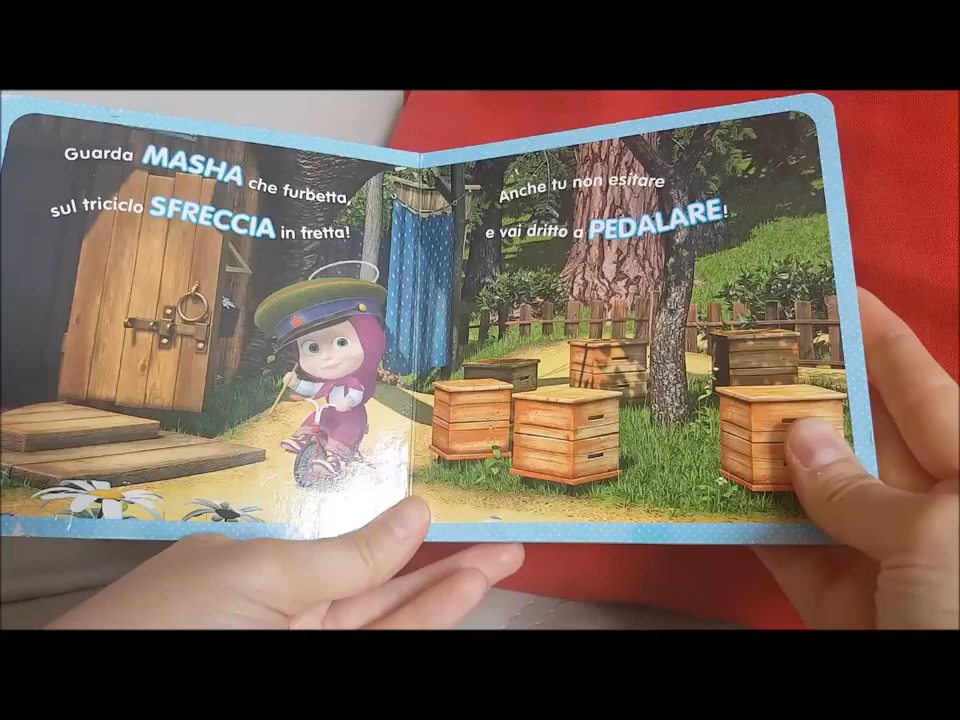 Guarda MASHA che furbetta,
sul triciclo SFRECCIA in fretta!
Anche tu non esitare
e vai dritto a PEDALARE!